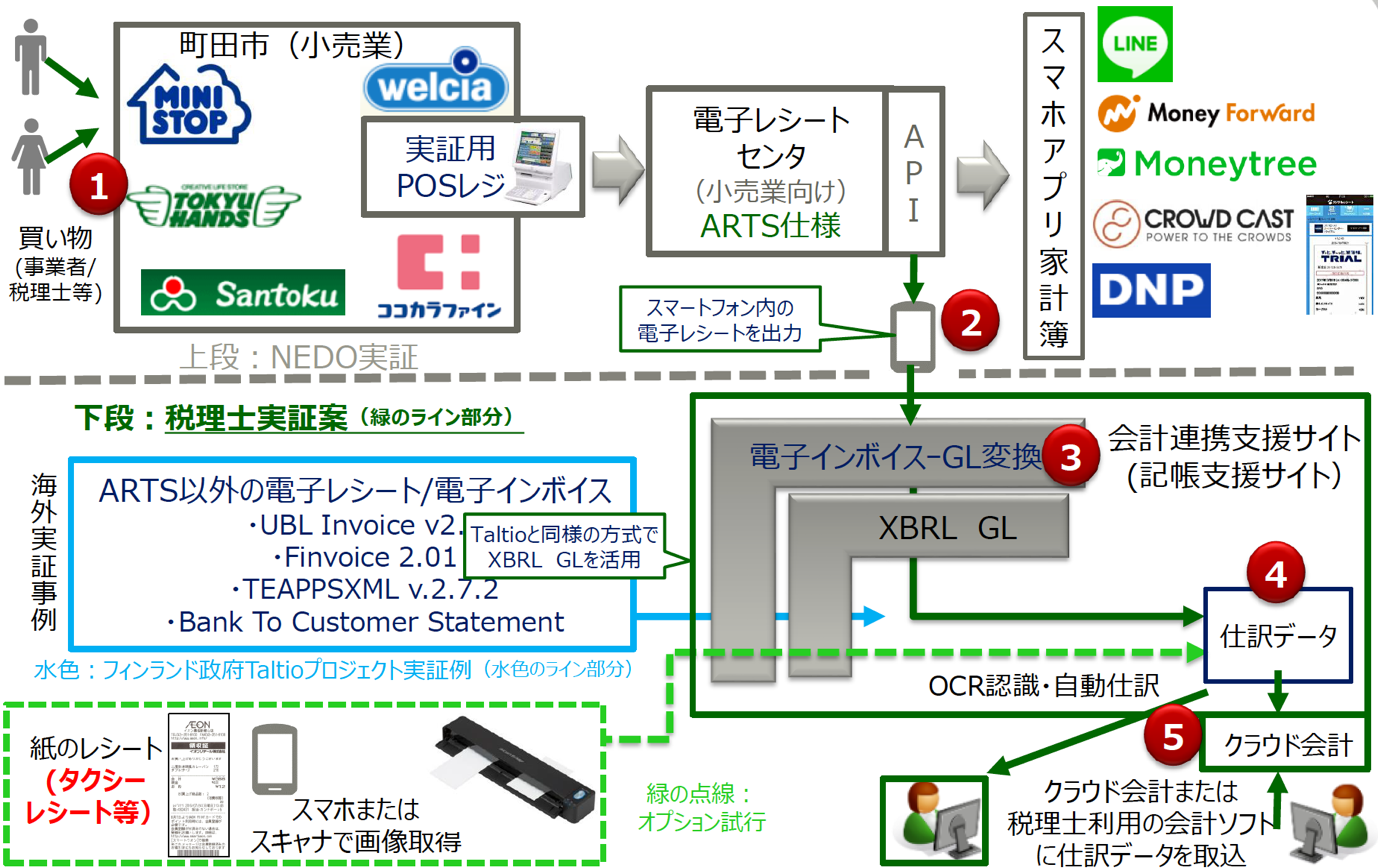 町田市（小売業）
MINI
STOP
welcia
実証用
POSレジ
CREATIVE LIFE STORE
TOKYU
HANDS
Santoku
ココカラファイン
1
買い物
(事業者/
税理士等)
上段：NEDO実証
電子レシート
センタ
（小売業向け）
ARTS仕様
API
スマホアプリ家計簿
LINE
Money Forward
Moneytree
CROWD CAST
POWER TO THE CROWDS
DNP
TRIAL
スマートフォン内の
電子レシートを出力
2
下段：税理士実証案（緑のライン部分）
海外実証事例
ARTS以外の電子レシート/電子インボイス
・UBL Invoice v2.
・Finvoice 2.01
・TEAPPSXML v.2.7.2
・Bank To Customer Statement
Taltioと同様の方式で
XBRL GLを活用
水色：フィンランド政府Taltioプロジェクト実証例（水色のライン部分）
電子インボイス-GL変換
3
会計連携支援サイト
(記帳支援サイト）
XBRL GL
4
仕訳データ
OCR認識・自動仕訳
5
クラウド会計
紙のレシート
（タクシー
レシート等）
ÆON
領収証
スマホまたは
スキャナで画像取得
緑の点線：
オプション試行
クラウド会計または
税理士利用の会計ソフト
に仕訳データを取込